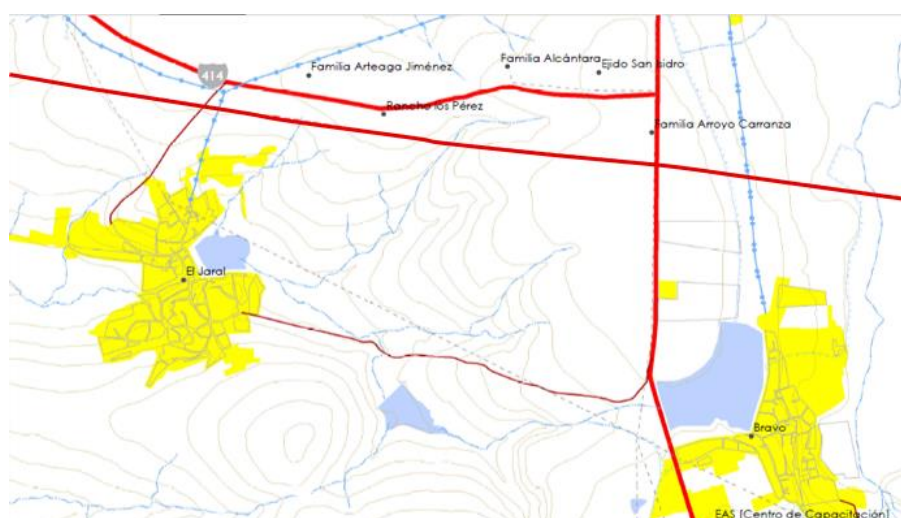 Familia Alcántara
Familia Arteaga Jiménez
Ejido San Isidro
414
Rancho los Pérez
Familia Arroyo Carranza
El Jaral
Bravo
EAS [Centro de Capacitación]